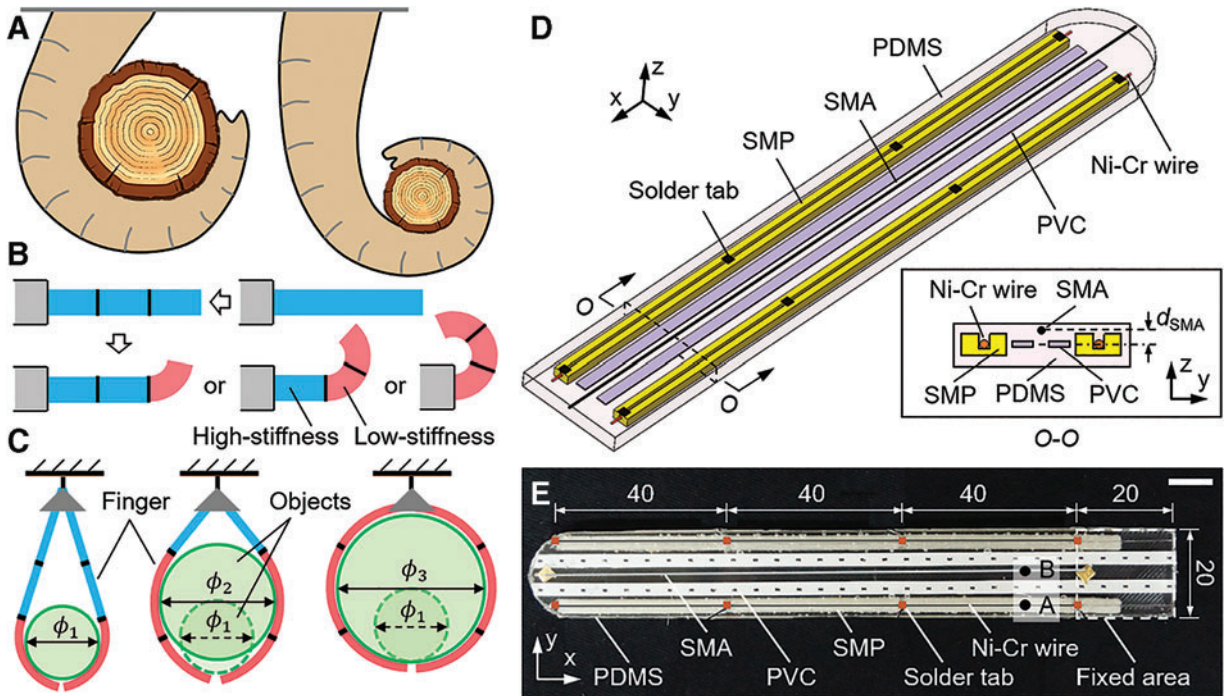 A
B
or
or
High-stiffness
Low-stiffness
C
Finger
Objects
ϕ1
ϕ2
ϕ1
ϕ3
ϕ1
D
z
x
y
PDMS
SMA
SMP
Solder tab
Ni-Cr wire
PVC
O
O
Ni-Cr wire
SMA
dSMA
SMP
PDMS
PVC
z
y
O-O
E
40
40
40
20
20
B
A
y
x
PDMS
SMA
PVC
SMP
Solder tab
Ni-Cr wire
Fixed area